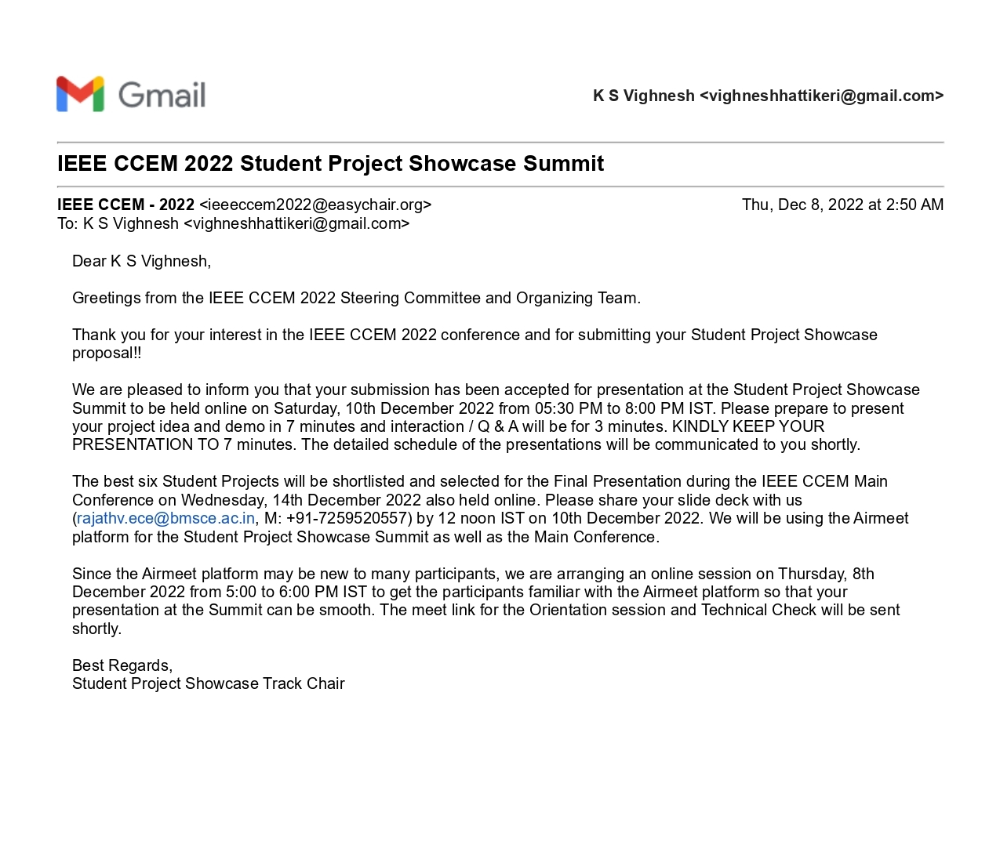 Gmail
K S Vighnesh <vighneshhattikeri@gmail.com>
IEEE CCEM 2022 Student Project Showcase Summit
IEEE CCEM - 2022 <ieeeccem2022@easychair.org>
Thu, Dec 8, 2022 at 2:50 AM
To: K S Vighnesh <vighneshhattikeri@gmail.com>
Dear K S Vighnesh,
Greetings from the IEEE CCEM 2022 Steering Committee and Organizing Team.
Thank you for your interest in the IEEE CCEM 2022 conference and for submitting your Student Project Showcase
proposal!!
We are pleased to inform you that your submission has been accepted for presentation at the Student Project Showcase
Summit to be held online on Saturday, 10th December 2022 from 05:30 PM to 8:00 PM IST. Please prepare to present
your project idea and demo in 7 minutes and interaction / Q & A will be for 3 minutes. KINDLY KEEP YOUR
PRESENTATION TO 7 minutes. The detailed schedule of the presentations will be communicated to you shortly.
The best six Student Projects will be shortlisted and selected for the Final Presentation during the IEEE CCEM Main
Conference on Wednesday, 14th December 2022 also held online. Please share your slide deck with us
(rajathv.ece@bmsce.ac.in, M: +91-7259520557) by 12 noon IST on 10th December 2022. We will be using the Airmeet
platform for the Student Project Showcase Summit as well as the Main Conference.
Since the Airmeet platform may be new to many participants, we are arranging an online session on Thursday, 8th
December 2022 from 5:00 to 6:00 PM IST to get the participants familiar with the Airmeet platform so that your
presentation at the Summit can be smooth. The meet link for the Orientation session and Technical Check will be sent
shortly.
Best Regards,
Student Project Showcase Track Chair